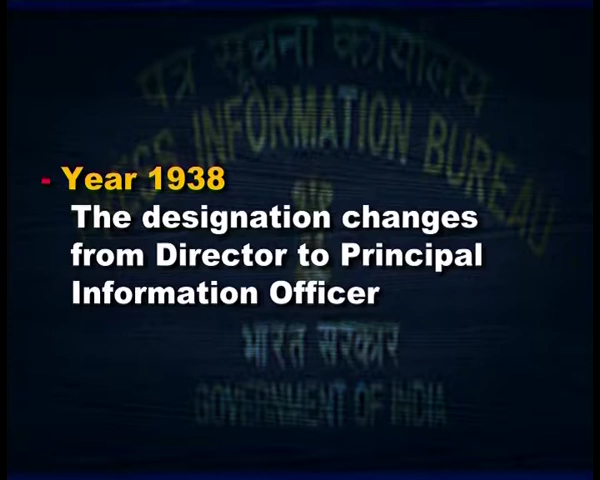 पत्र सूचना कार्यालय
PRESS INFORMATION BUREAU
- Year 1938
The designation changes
from Director to Principal
Information Officer
भारत सरकार
GOVERNMENT OF INDIA